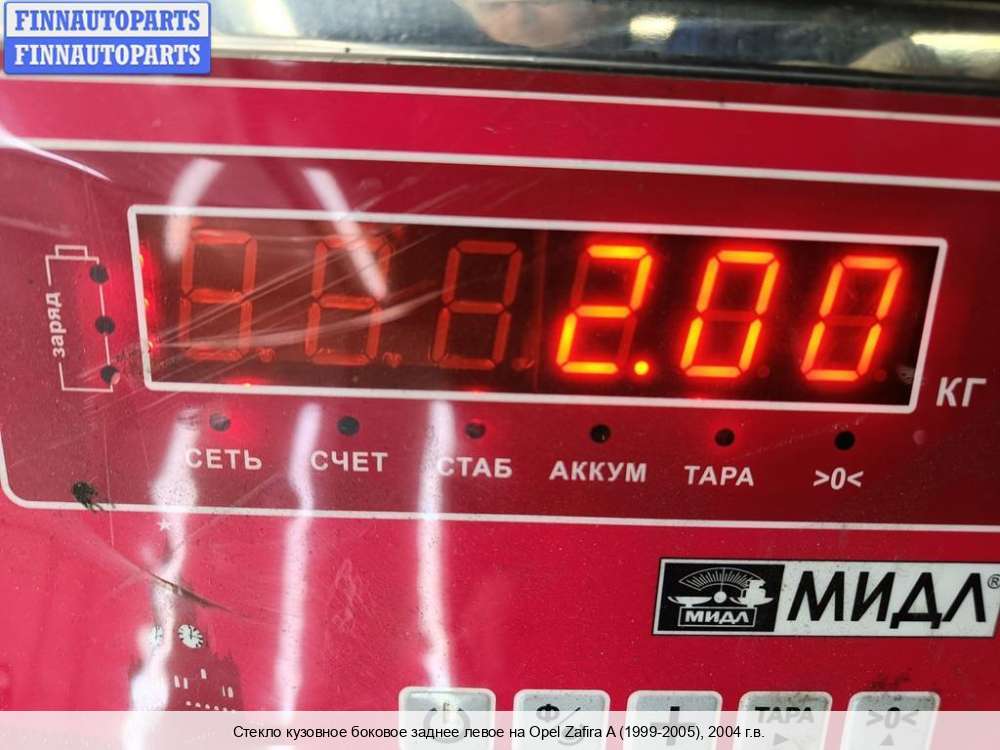 FINNAUTOPARTS
FINNAUTOPARTS
заряд
2.00
КГ
СЕТЬ СЧЕТ СТАБ АККУМ ТАРА >0<
МИДЛ МИДЛ®
Ф/ + ТАРА >0<
Стекло кузовное боковое заднее левое на Opel Zafira A (1999-2005), 2004 г.в.